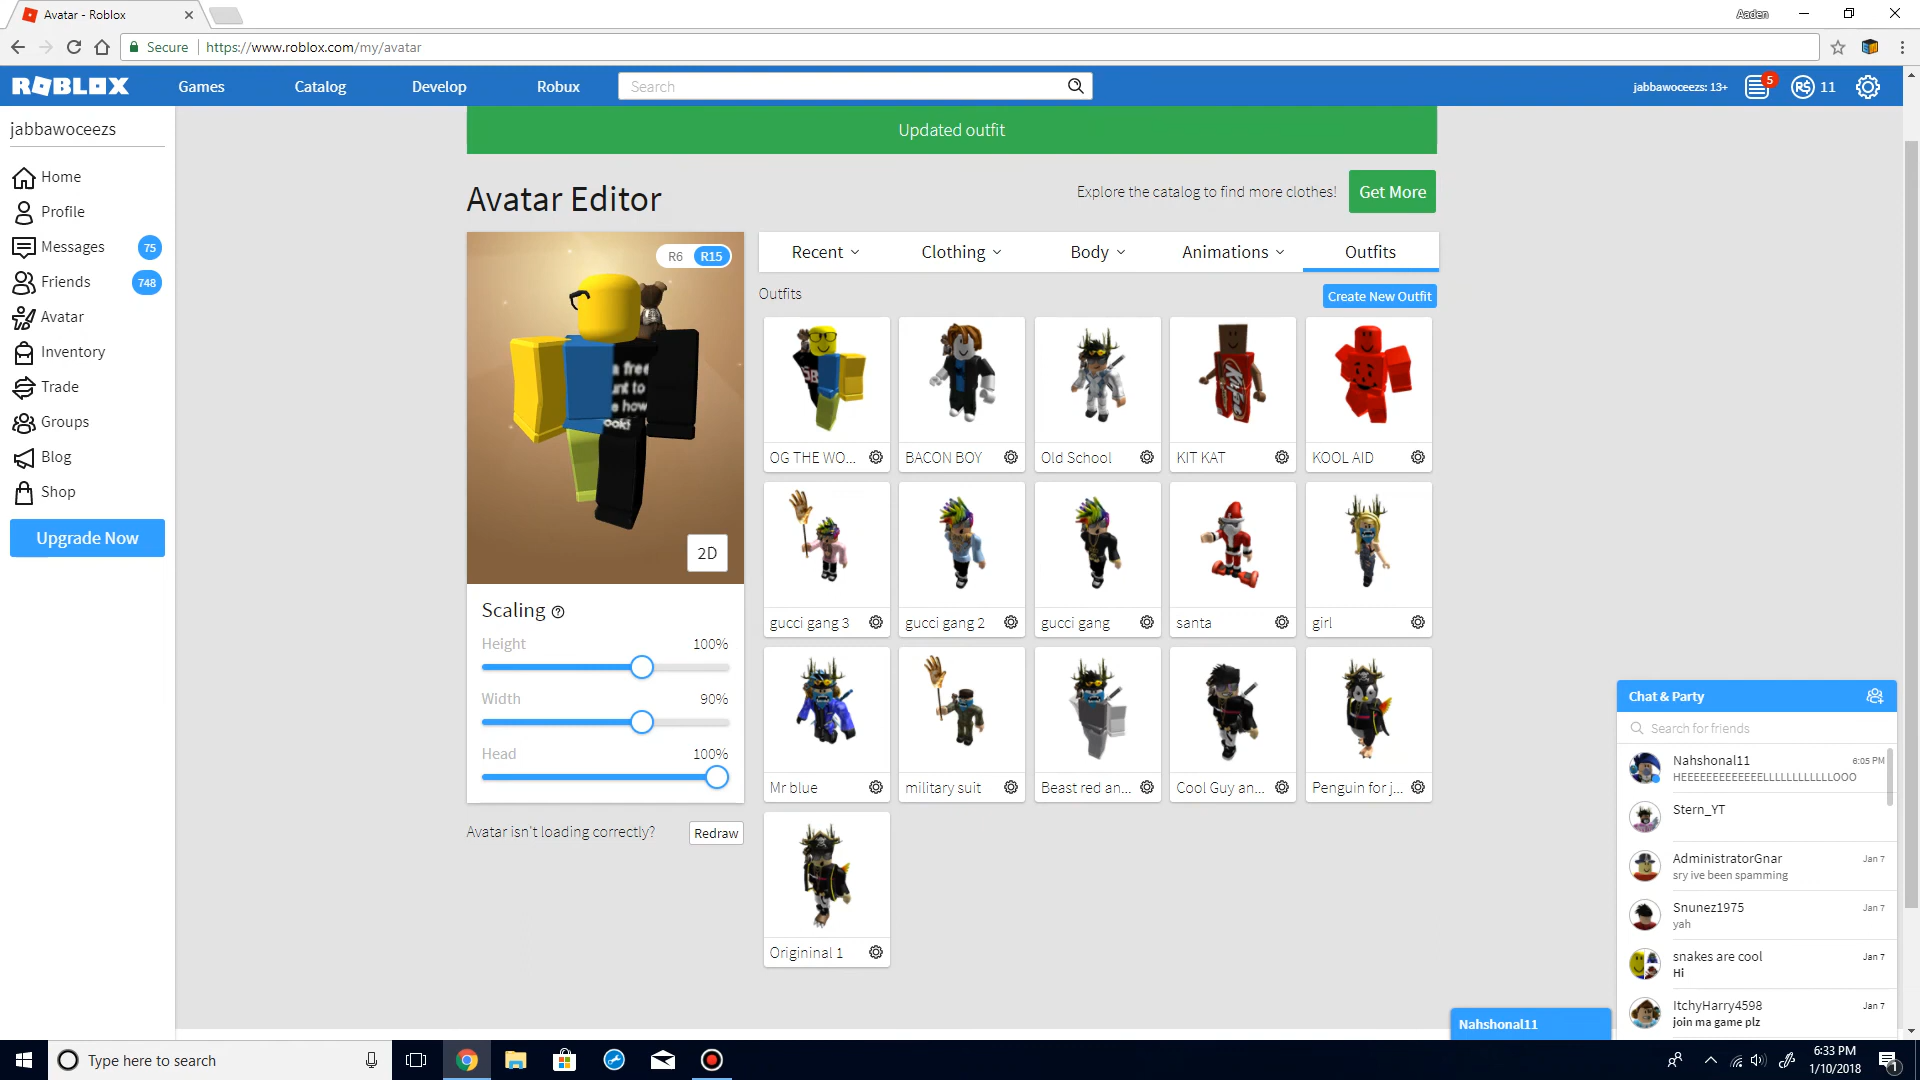 Avatar - Roblox
Aaden
Secure https://www.roblox.com/my/avatar
ROBLOX Games Catalog Develop Robux Search jabbawoceezs: 13+ 5 R$ 11
jabbawoceezs
Home
Profile
Messages 75
Friends 748
Avatar
Inventory
Trade
Groups
Blog
Shop
Upgrade Now
Updated outfit
Avatar Editor
Explore the catalog to find more clothes! Get More
R6 R15
a free
unt to
e how
ook!
2D
Scaling
Height 100%
Width 90%
Head 100%
Avatar isn't loading correctly? Redraw
Recent Clothing Body Animations Outfits
Outfits Create New Outfit
OG THE WO... BACON BOY Old School KIT KAT KOOL AID
gucci gang 3 gucci gang 2 gucci gang santa girl
Mr blue military suit Beast red an... Cool Guy an... Penguin for j...
Origininal 1
Chat & Party
Search for friends
Nahshonal11 6:05 PM
HEEEEEEEEEEEEELLLLLLLLLLLLOOO
Stern_YT
AdministratorGnar Jan 7
sry ive been spamming
Snunez1975 Jan 7
yah
snakes are cool Jan 7
Hi
ItchyHarry4598 Jan 7
join ma game plz
Nahshonal11
Type here to search
6:33 PM
1/10/2018
1